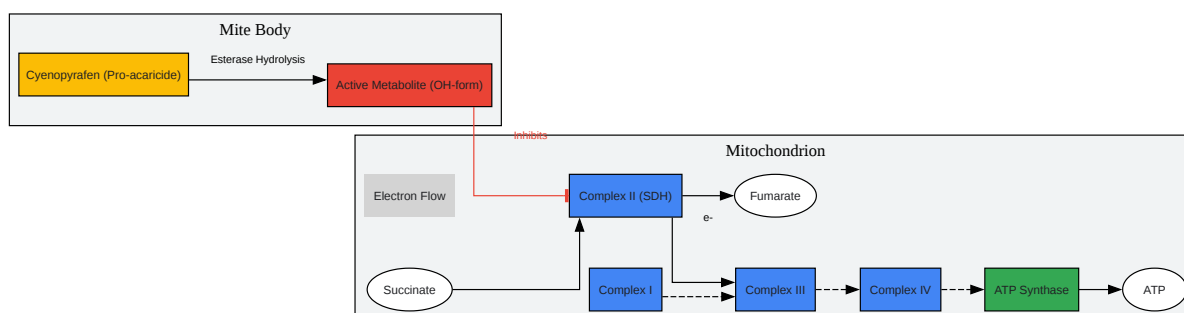 Mite Body
Esterase Hydrolysis
Cyenopyrafen (Pro-acaricide)
Active Metabolite (OH-form)
Inhibits
Mitochondrion
Electron Flow
Complex II (SDH)
Fumarate
e-
Succinate
Complex I
Complex III
Complex IV
ATP Synthase
ATP